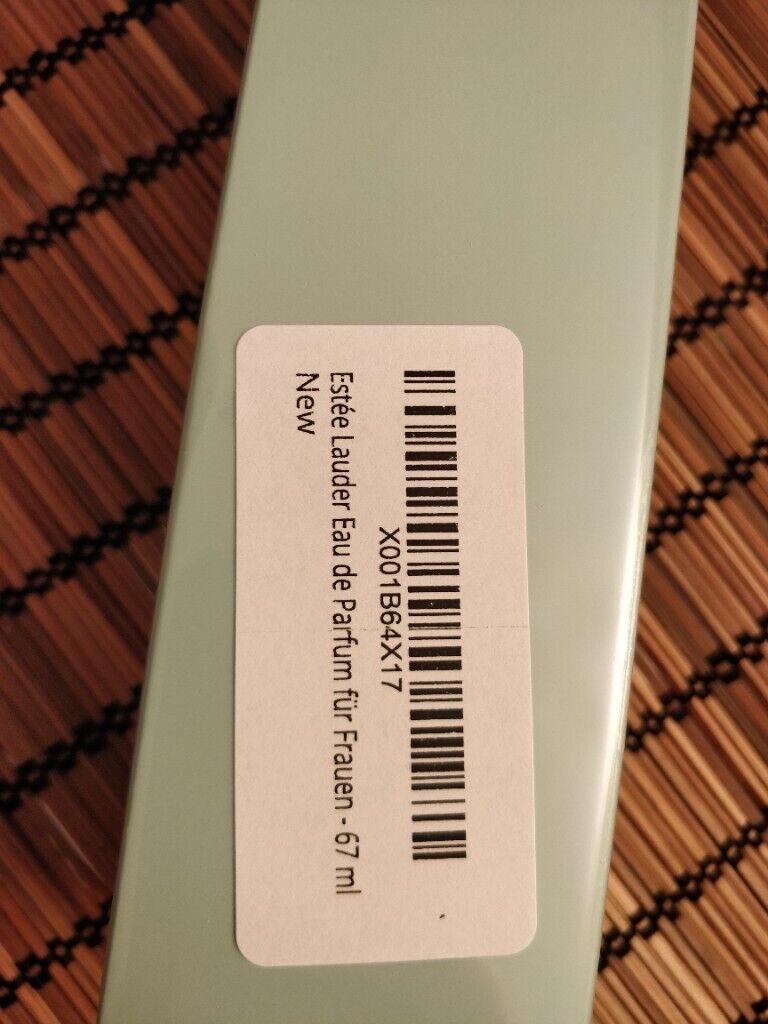 X001B64X17
Estée Lauder Eau de Parfum für Frauen - 67 ml
New